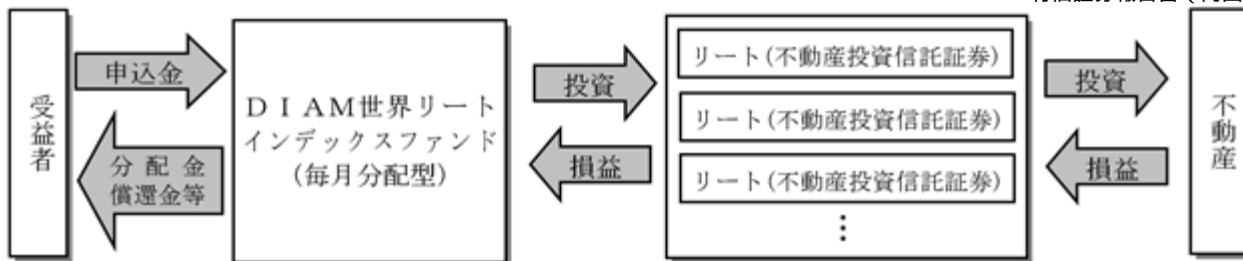 受益者
申込金
分配金
償還金等
ＤＩＡＭ世界リート
インデックスファンド
(毎月分配型)
投資
損益
リート(不動産投資信託証券)
リート(不動産投資信託証券)
リート(不動産投資信託証券)
⋮
投資
損益
不動産